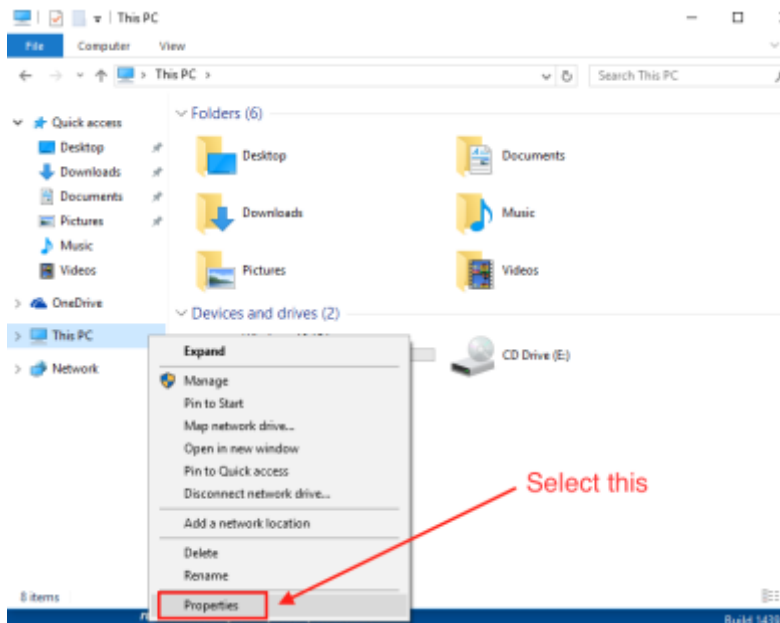 This PC
File Computer View
This PC Search This PC
Quick access
Desktop
Downloads
Documents
Pictures
Music
Videos
OneDrive
This PC
Network
Folders (6)
Desktop
Documents
Downloads
Music
Pictures
Videos
Devices and drives (2)
CD Drive (E:)
Expand
Manage
Pin to Start
Map network drive...
Open in new window
Pin to Quick access
Disconnect network drive...
Add a network location
Delete
Rename
Properties
Select this
8 items
Build